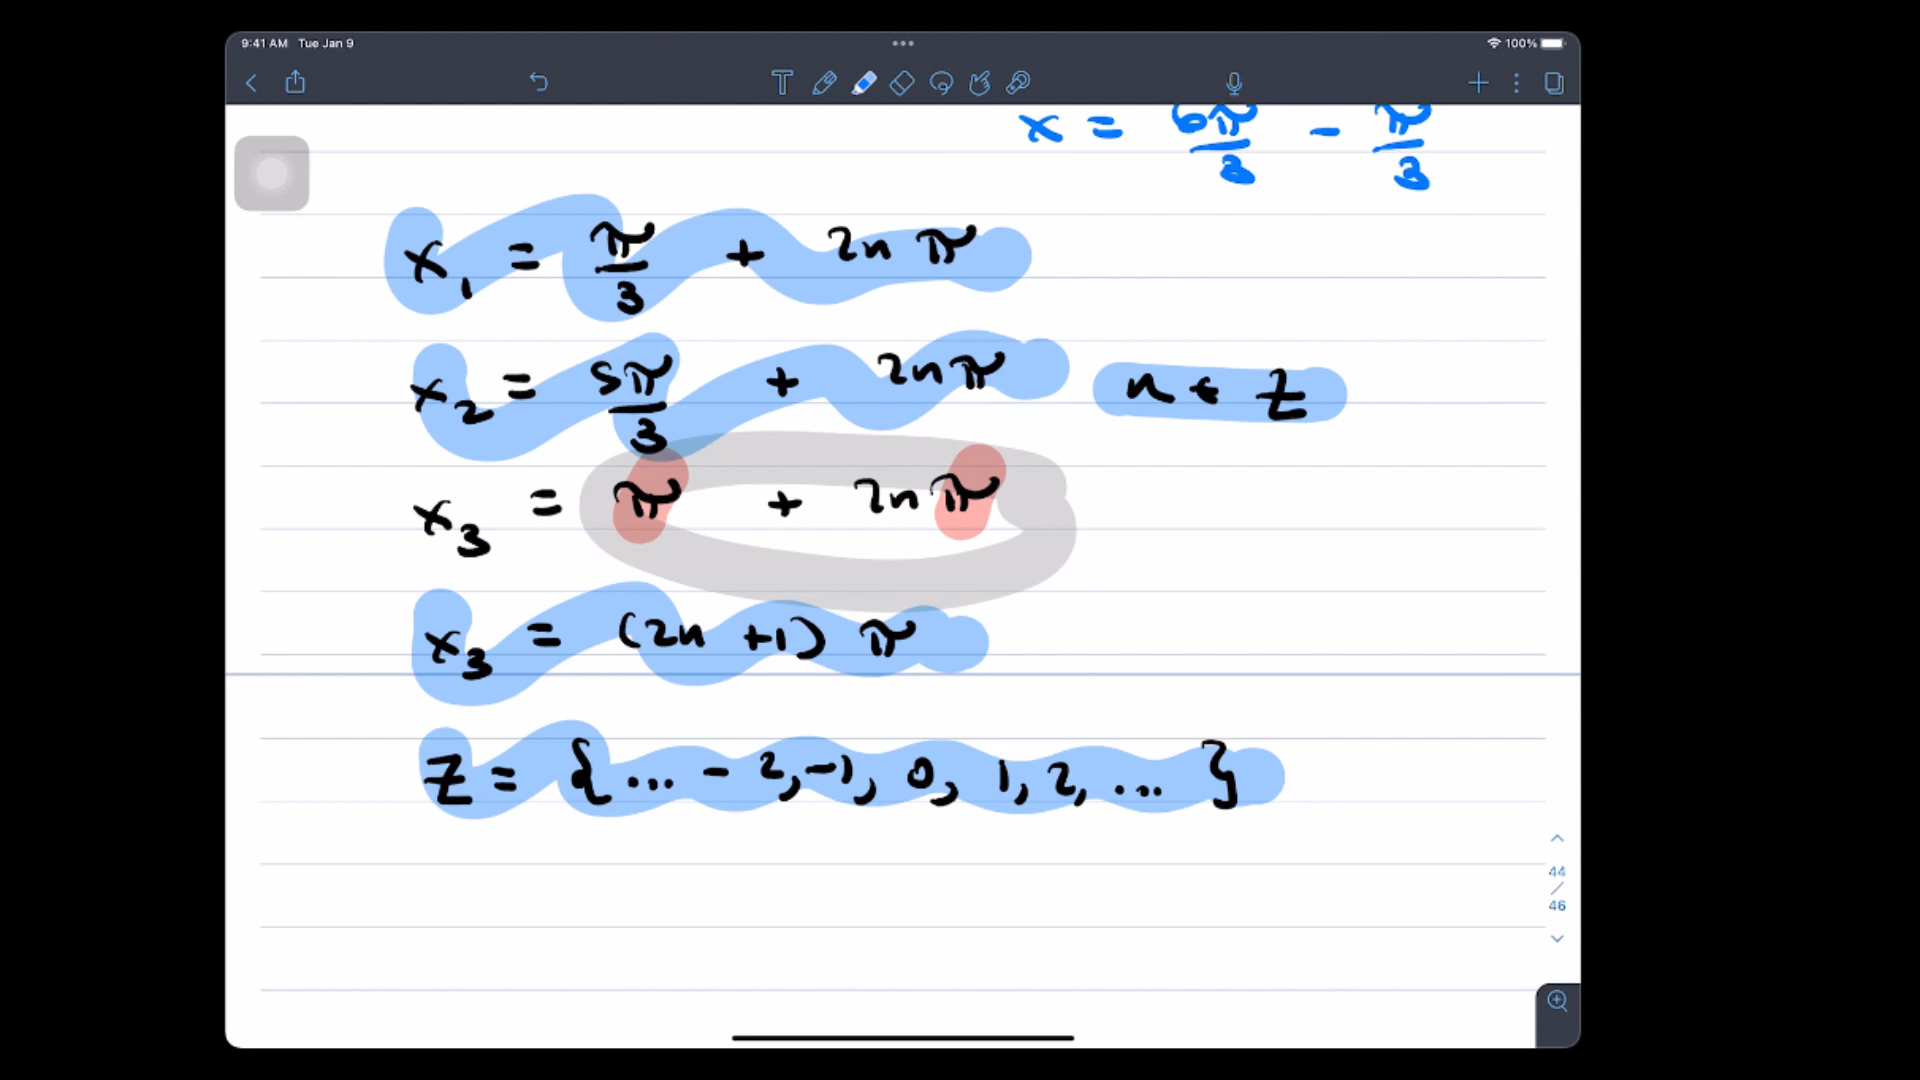 9:41 AM Tue Jan 9
100%
x = 6π/3 - π/3
x₁ = π/3 + 2nπ
x₂ = 5π/3 + 2nπ n ∈ Z
x₃ = π + 2nπ
x₃ = (2n +1) π
Z = {... -2, -1, 0, 1, 2, ... }
44
/
46